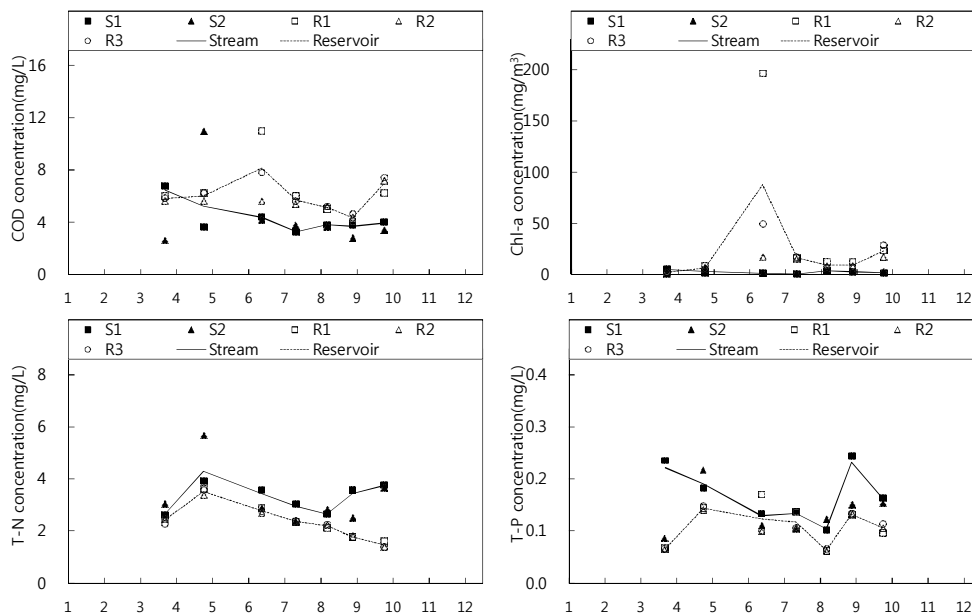 S1 S2 R1 R2
R3 Stream Reservoir
COD concentration(mg/L)
16
12
8
4
0
1 2 3 4 5 6 7 8 9 10 11 12
S1 S2 R1 R2
R3 Stream Reservoir
Chl-a concentration(mg/m³)
200
150
100
50
0
1 2 3 4 5 6 7 8 9 10 11 12
S1 S2 R1 R2
R3 Stream Reservoir
T-N concentration(mg/L)
8
6
4
2
0
1 2 3 4 5 6 7 8 9 10 11 12
S1 S2 R1 R2
R3 Stream Reservoir
T-P concentration(mg/L)
0.4
0.3
0.2
0.1
0.0
1 2 3 4 5 6 7 8 9 10 11 12